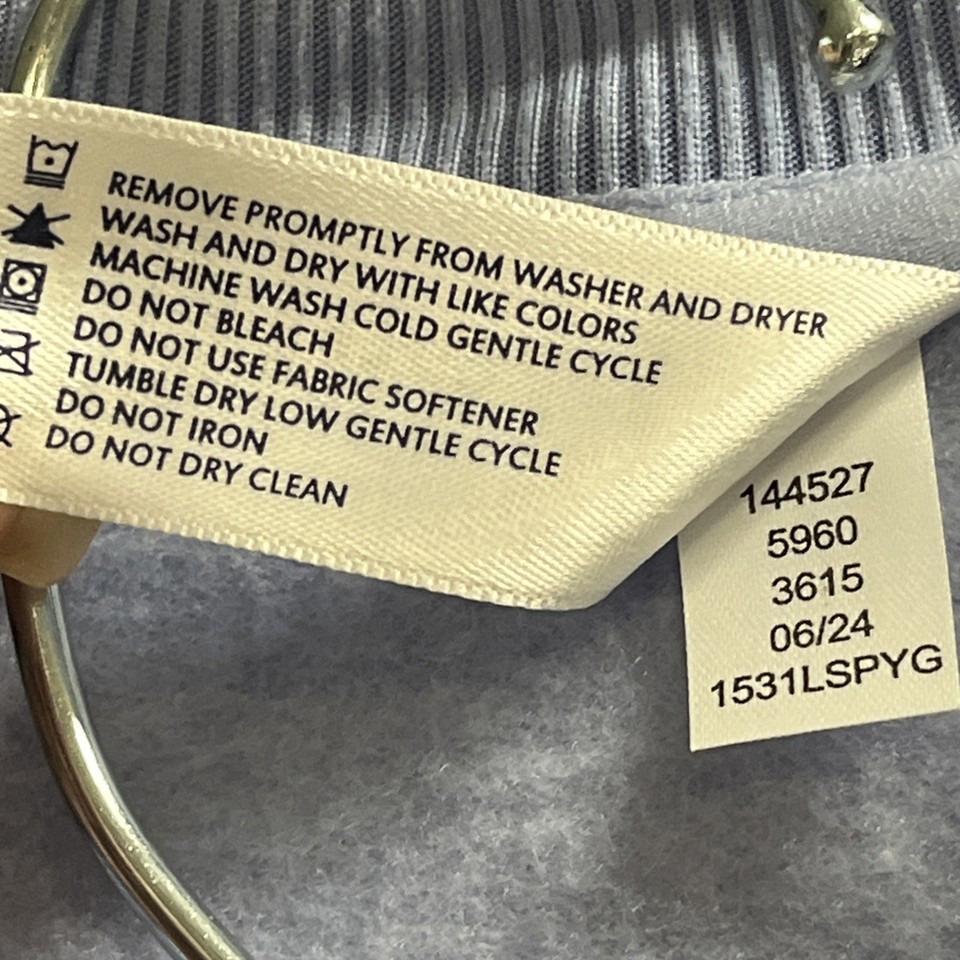 REMOVE PROMPTLY FROM WASHER AND DRYER
WASH AND DRY WITH LIKE COLORS
MACHINE WASH COLD GENTLE CYCLE
DO NOT BLEACH
DO NOT USE FABRIC SOFTENER
TUMBLE DRY LOW GENTLE CYCLE
DO NOT IRON
DO NOT DRY CLEAN
144527
5960
3615
06/24
1531LSPYG